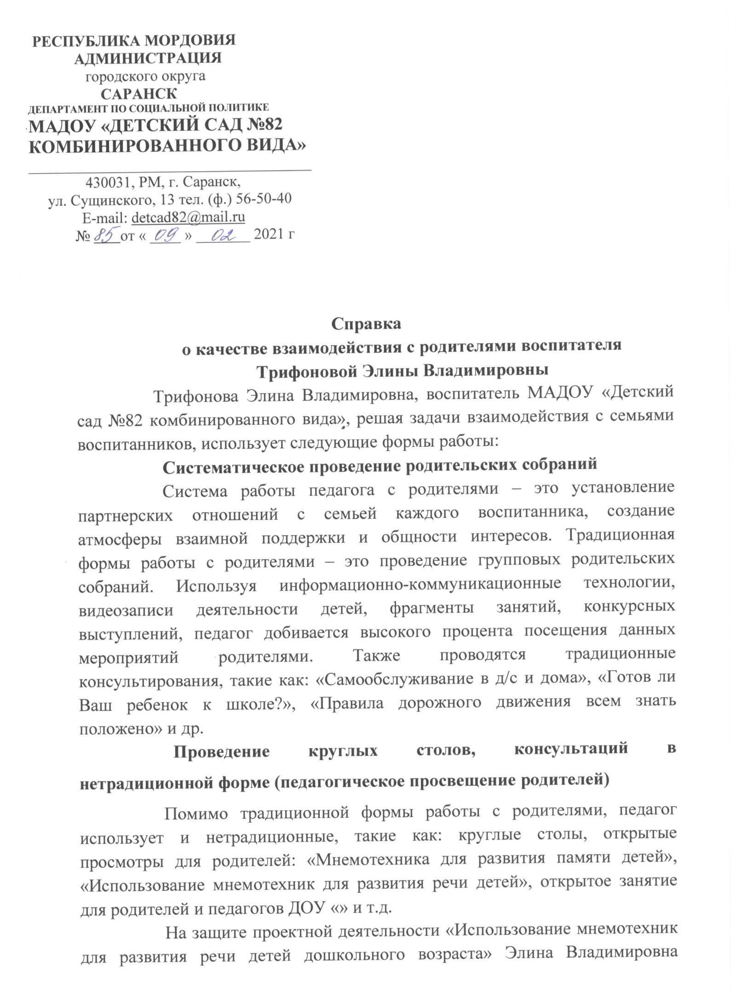 РЕСПУБЛИКА МОРДОВИЯ
АДМИНИСТРАЦИЯ
городского округа
САРАНСК
ДЕПАРТАМЕНТ ПО СОЦИАЛЬНОЙ ПОЛИТИКЕ
МАДОУ «ДЕТСКИЙ САД №82
КОМБИНИРОВАННОГО ВИДА»
430031, РМ, г. Саранск,
ул. Сущинского, 13 тел. (ф.) 56-50-40
E-mail: detcad82@mail.ru
№ 85 от « 09 » 02 2021 г
Справка
о качестве взаимодействия с родителями воспитателя
Трифоновой Элины Владимировны
Трифонова Элина Владимировна, воспитатель МАДОУ «Детский
сад №82 комбинированного вида», решая задачи взаимодействия с семьями
воспитанников, использует следующие формы работы:
Систематическое проведение родительских собраний
Система работы педагога с родителями – это установление
партнерских отношений с семьей каждого воспитанника, создание
атмосферы взаимной поддержки и общности интересов. Традиционная
формы работы с родителями – это проведение групповых родительских
собраний. Используя информационно-коммуникационные технологии,
видеозаписи деятельности детей, фрагменты занятий, конкурсных
выступлений, педагог добивается высокого процента посещения данных
мероприятий родителями. Также проводятся традиционные
консультирования, такие как: «Самообслуживание в д/с и дома», «Готов ли
Ваш ребенок к школе?», «Правила дорожного движения всем знать
положено» и др.
Проведение круглых столов, консультаций в
нетрадиционной форме (педагогическое просвещение родителей)
Помимо традиционной формы работы с родителями, педагог
использует и нетрадиционные, такие как: круглые столы, открытые
просмотры для родителей: «Мнемотехника для развития памяти детей»,
«Использование мнемотехник для развития речи детей», открытое занятие
для родителей и педагогов ДОУ «» и т.д.
На защите проектной деятельности «Использование мнемотехник
для развития речи детей дошкольного возраста» Элина Владимировна